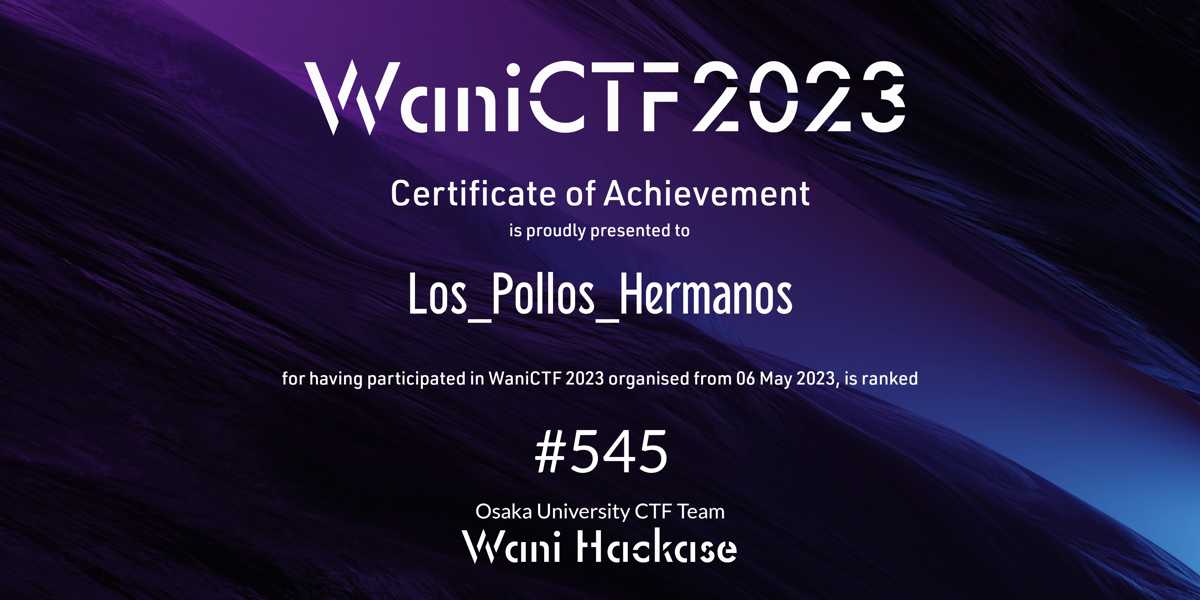 WaniCTF2023
Certificate of Achievement
is proudly presented to
Los_Pollos_Hermanos
for having participated in WaniCTF 2023 organised from 06 May 2023, is ranked
#545
Osaka University CTF Team
Wani Hackase